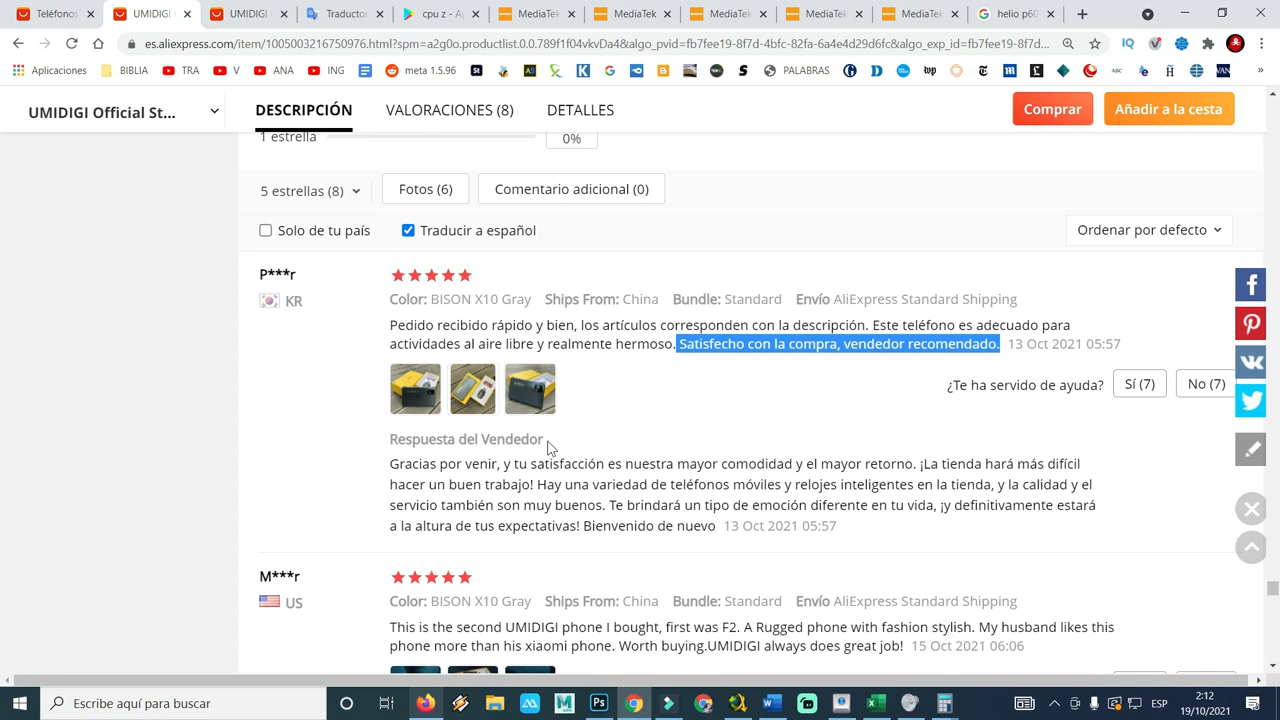 Teléfonos
UMIDIGI
UMIDIGI (
Traductor
cpu z - Ap
MediaTek
MediaTek
MediaTek
MediaTek
MediaTek
helio p60
es.aliexpress.com/item/1005003216750976.html?spm=a2g0o.productlist.0.0.089f1f04vkvDa4&algo_pvid=fb7fee19-8f7d-4bfc-831b-6a4e4d29d6fc&algo_exp_id=fb7fee19-8f7d...
Aplicaciones
BIBLIA
TRA
V
ANA
ING
meta 1.5.96
PALABRAS
UMIDIGI Official St...
DESCRIPCIÓN
VALORACIONES (8)
DETALLES
Comprar
Añadir a la cesta
1 estrella
0%
5 estrellas (8)
Fotos (6)
Comentario adicional (0)
Solo de tu país
Traducir a español
Ordenar por defecto
P***r
KR
Color: BISON X10 Gray Ships From: China Bundle: Standard Envío AliExpress Standard Shipping
Pedido recibido rápido y bien, los artículos corresponden con la descripción. Este teléfono es adecuado para
actividades al aire libre y realmente hermoso. Satisfecho con la compra, vendedor recomendado. 13 Oct 2021 05:57
¿Te ha servido de ayuda?
Sí (7)
No (7)
Respuesta del Vendedor
Gracias por venir, y tu satisfacción es nuestra mayor comodidad y el mayor retorno. ¡La tienda hará más difícil
hacer un buen trabajo! Hay una variedad de teléfonos móviles y relojes inteligentes en la tienda, y la calidad y el
servicio también son muy buenos. Te brindará un tipo de emoción diferente en tu vida, ¡y definitivamente estará
a la altura de tus expectativas! Bienvenido de nuevo 13 Oct 2021 05:57
M***r
US
Color: BISON X10 Gray Ships From: China Bundle: Standard Envío AliExpress Standard Shipping
This is the second UMIDIGI phone I bought, first was F2. A Rugged phone with fashion stylish. My husband likes this
phone more than his xiaomi phone. Worth buying.UMIDIGI always does great job! 15 Oct 2021 06:06
Escribe aquí para buscar
ESP
2:12
19/10/2021